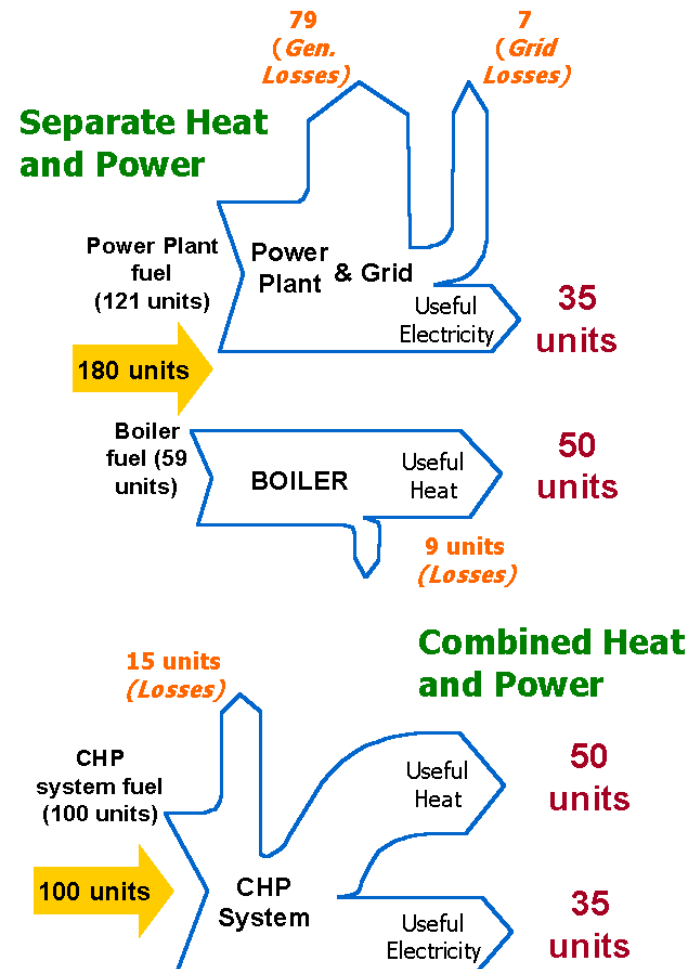 79
(Gen.
Losses)
7
(Grid
Losses)
Separate Heat
and Power
Power Plant
fuel
(121 units)
Power
Plant
& Grid
Useful
Electricity
35
units
180 units
Boiler
fuel (59
units)
BOILER
Useful
Heat
50
units
9 units
(Losses)
Combined Heat
and Power
15 units
(Losses)
CHP
system fuel
(100 units)
Useful
Heat
50
units
100 units
CHP
System
Useful
Electricity
35
units